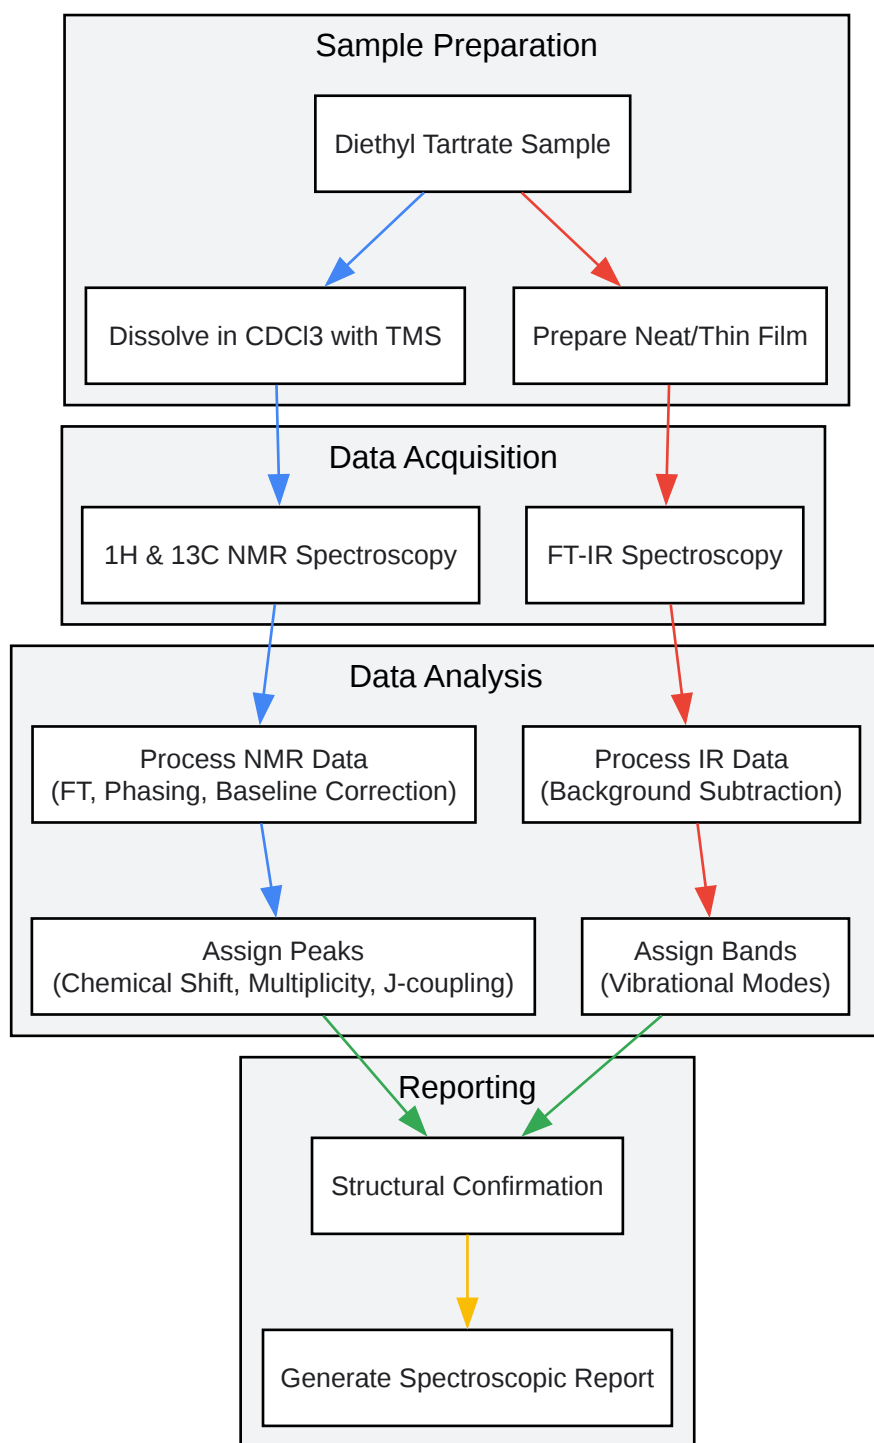 Sample Preparation
Diethyl Tartrate Sample
Dissolve in CDCl3 with TMS
Prepare Neat/Thin Film
Data Acquisition
1H & 13C NMR Spectroscopy
FT-IR Spectroscopy
Data Analysis
Process NMR Data
(FT, Phasing, Baseline Correction)
Process IR Data
(Background Subtraction)
Assign Peaks
(Chemical Shift, Multiplicity, J-coupling)
Assign Bands
(Vibrational Modes)
Reporting
Structural Confirmation
Generate Spectroscopic Report